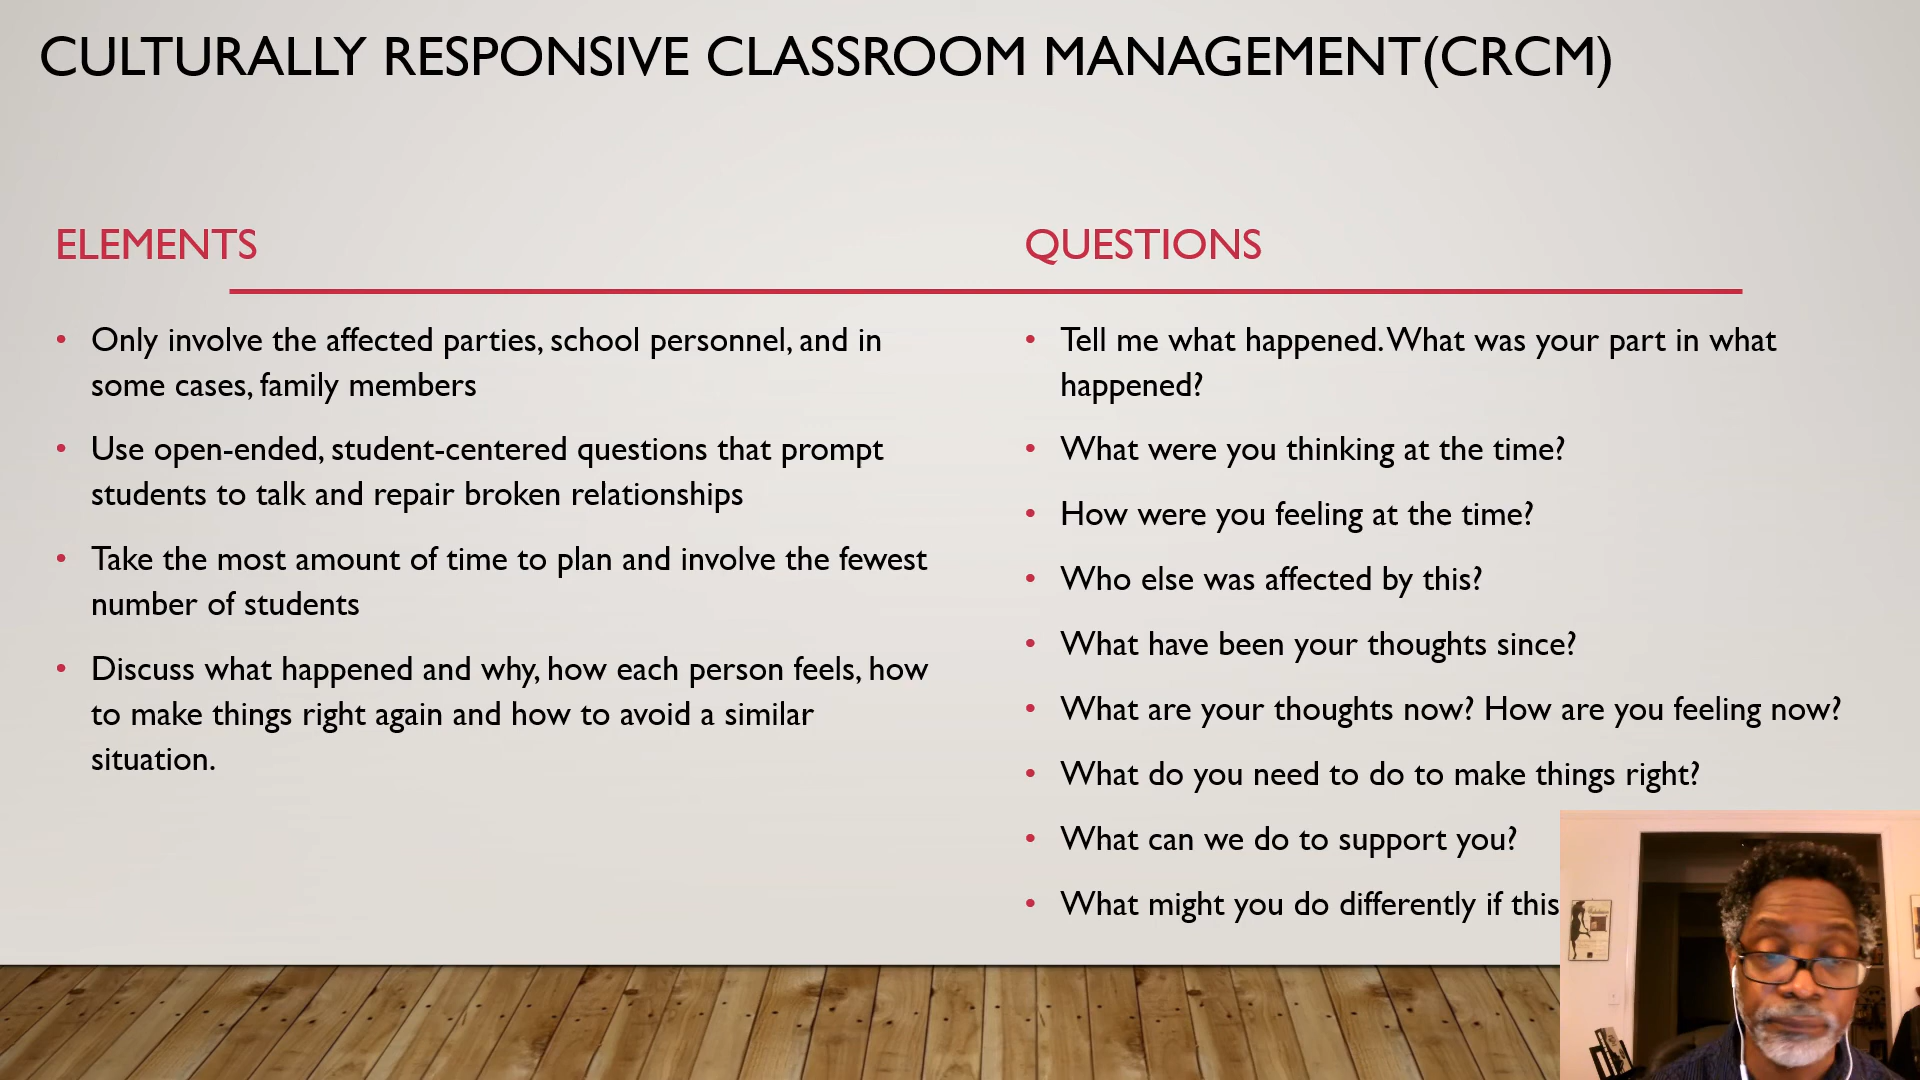 CULTURALLY RESPONSIVE CLASSROOM MANAGEMENT(CRCM)
ELEMENTS
• Only involve the affected parties, school personnel, and in
some cases, family members
• Use open-ended, student-centered questions that prompt
students to talk and repair broken relationships
• Take the most amount of time to plan and involve the fewest
number of students
• Discuss what happened and why, how each person feels, how
to make things right again and how to avoid a similar
situation.
QUESTIONS
• Tell me what happened. What was your part in what
happened?
• What were you thinking at the time?
• How were you feeling at the time?
• Who else was affected by this?
• What have been your thoughts since?
• What are your thoughts now? How are you feeling now?
• What do you need to do to make things right?
• What can we do to support you?
• What might you do differently if this